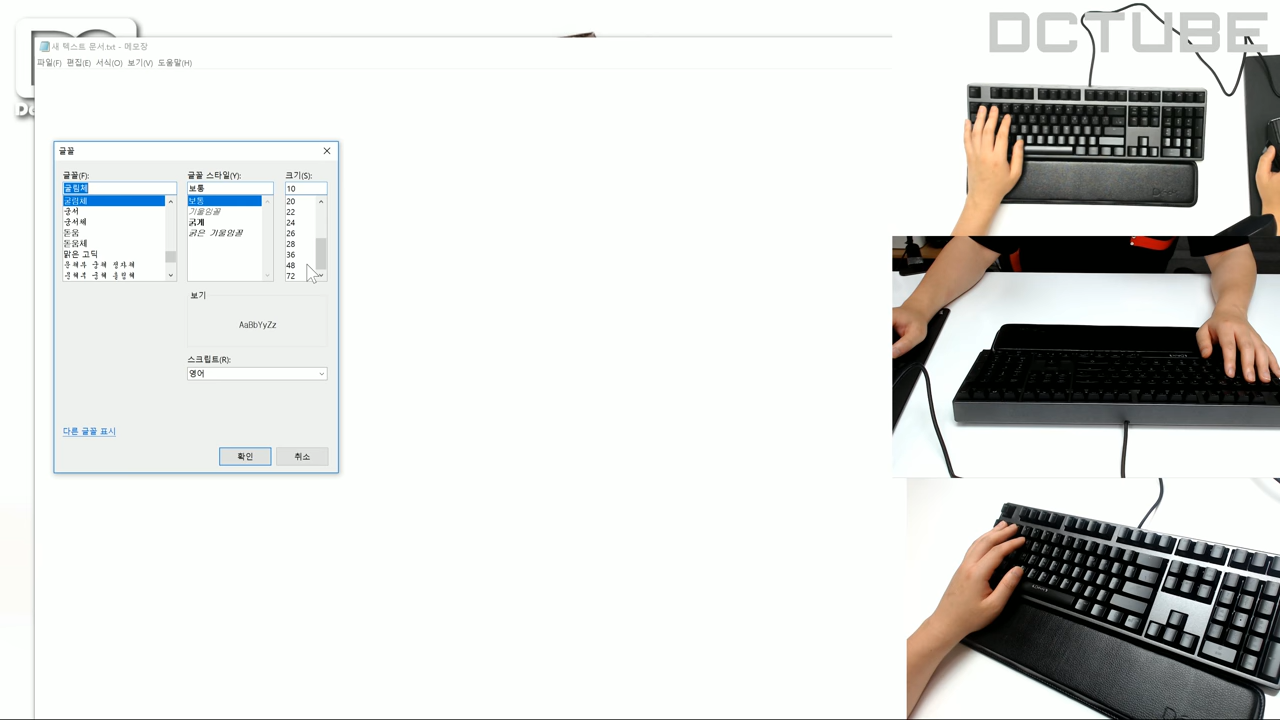 DCTUBE
새 텍스트 문서.txt - 메모장
파일(F) 편집(E) 서식(O) 보기(V) 도움말(H)
글꼴
글꼴(F):
굴림체
굴림체
궁서
궁서체
돋움
돋움체
맑은 고딕
글꼴 스타일(Y):
보통
보통
기울임꼴
굵게
굵은 기울임꼴
크기(S):
10
20
22
24
26
28
36
48
72
보기
AaBbYyZz
스크립트(R):
영어
다른 글꼴 표시
확인
취소